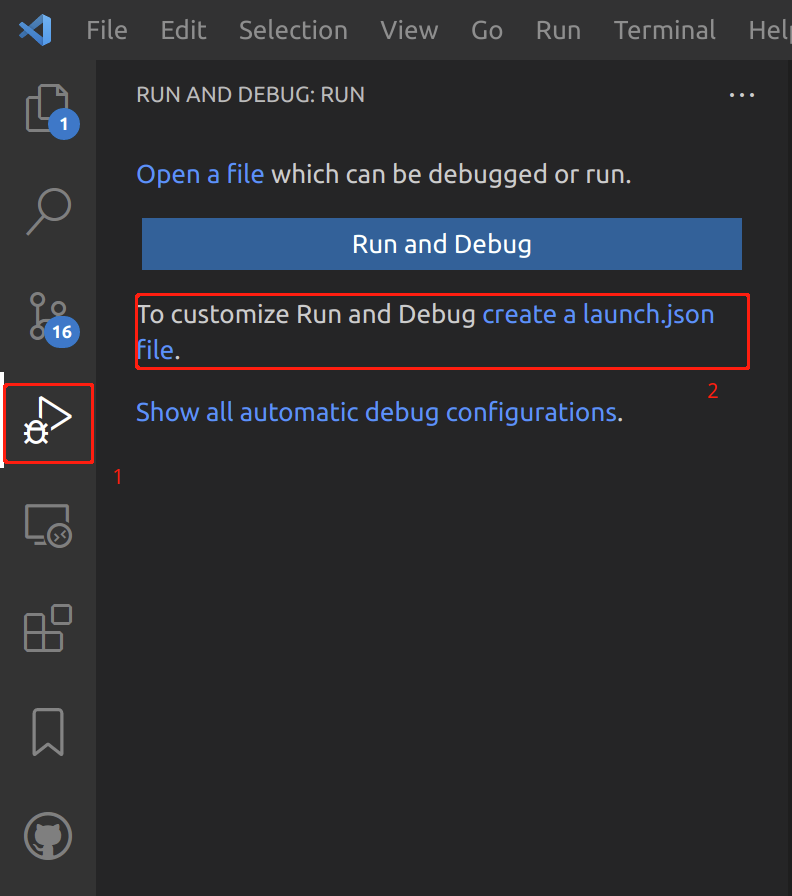 File Edit Selection View Go Run Terminal Help
RUN AND DEBUG: RUN
1
Open a file which can be debugged or run.
Run and Debug
To customize Run and Debug create a launch.json
file.
16
2
Show all automatic debug configurations.
1